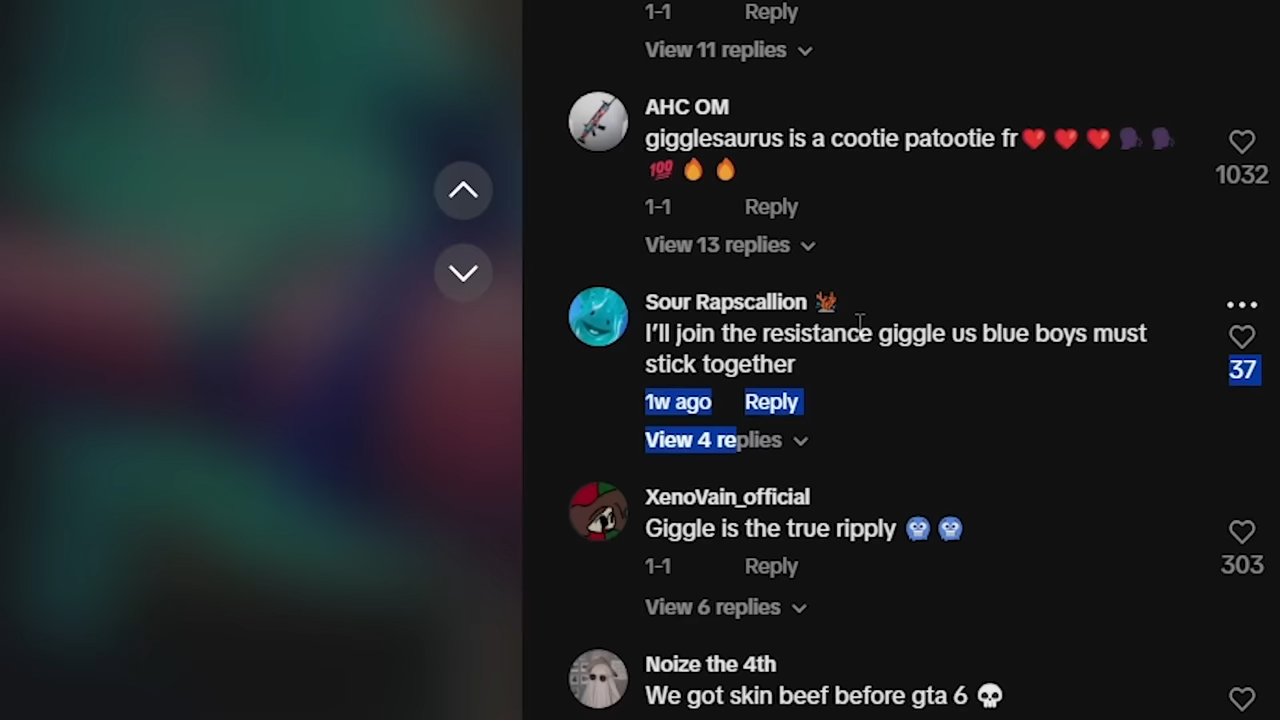 1-1 Reply
View 11 replies
AHC OM
gigglesaurus is a cootie patootie fr❤️❤️❤️🗣️🗣️
💯🔥🔥
1032
1-1 Reply
View 13 replies
Sour Rapscallion 🪸
I’ll join the resistance giggle us blue boys must
stick together
37
1w ago Reply
View 4 replies
XenoVain_official
Giggle is the true ripply 🥶🥶
303
1-1 Reply
View 6 replies
Noize the 4th
We got skin beef before gta 6 💀